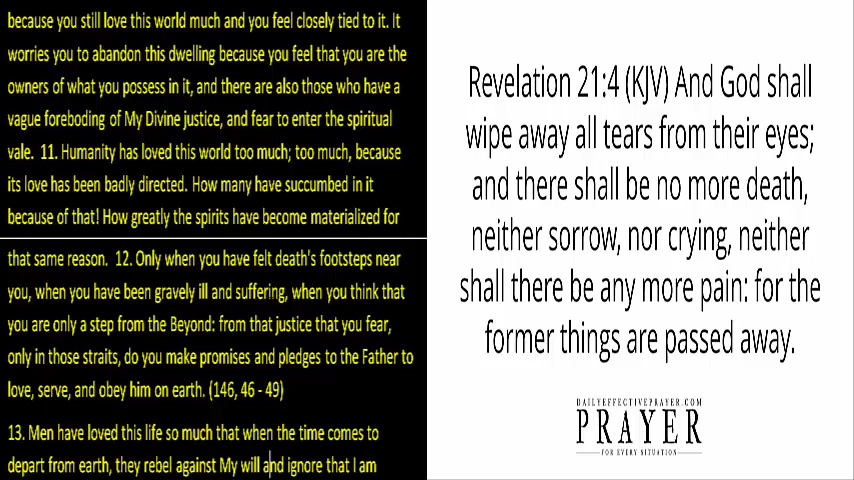 because you still love this world much and you feel closely tied to it. It
worries you to abandon this dwelling because you feel that you are the
owners of what you possess in it, and there are also those who have a
vague foreboding of My Divine justice, and fear to enter the spiritual
vale. 11. Humanity has loved this world too much; too much, because
its love has been badly directed. How many have succumbed in it
because of that! How greatly the spirits have become materialized for
that same reason. 12. Only when you have felt death's footsteps near
you, when you have been gravely ill and suffering, when you think that
you are only a step from the Beyond: from that justice that you fear,
only in those straits, do you make promises and pledges to the Father to
love, serve, and obey him on earth. (146, 46 - 49)
13. Men have loved this life so much that when the time comes to
depart from earth, they rebel against My will and ignore that I am
Revelation 21:4 (KJV) And God shall
wipe away all tears from their eyes;
and there shall be no more death,
neither sorrow, nor crying, neither
shall there be any more pain: for the
former things are passed away.
DAILYEFFECTIVEPRAYER.COM
PRAYER
FOR EVERY SITUATION